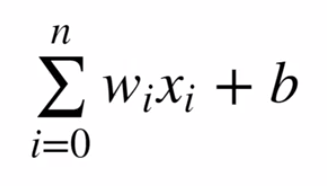 n
∑ wᵢxᵢ + b
i=0